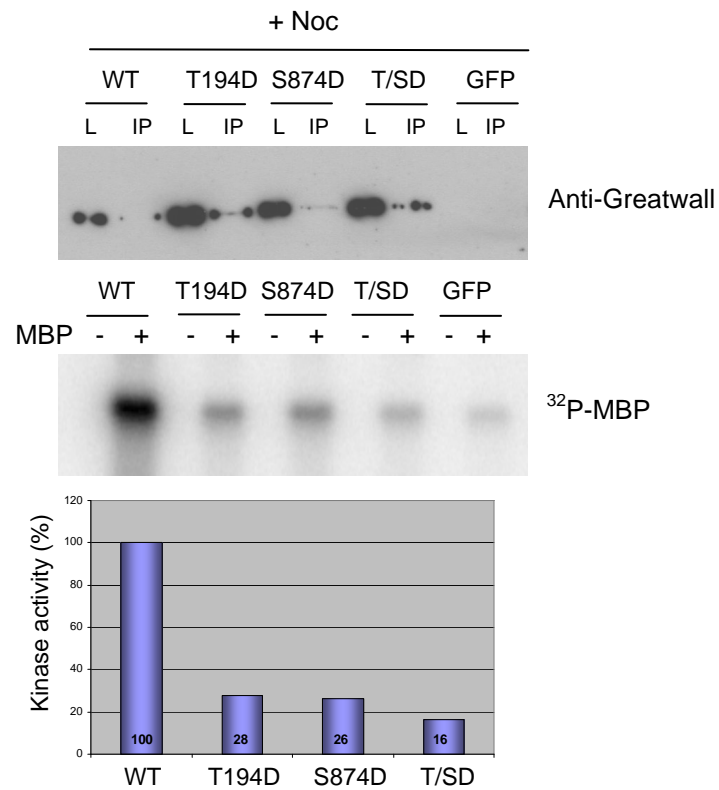 + Noc
WT T194D S874D T/SD GFP
L IP L IP L IP L IP L IP
Anti-Greatwall
WT T194D S874D T/SD GFP
MBP - + - + - + - + - +
32P-MBP
Kinase activity (%)
120
100
80
60
40
20
0
100 28 26 16
WT T194D S874D T/SD